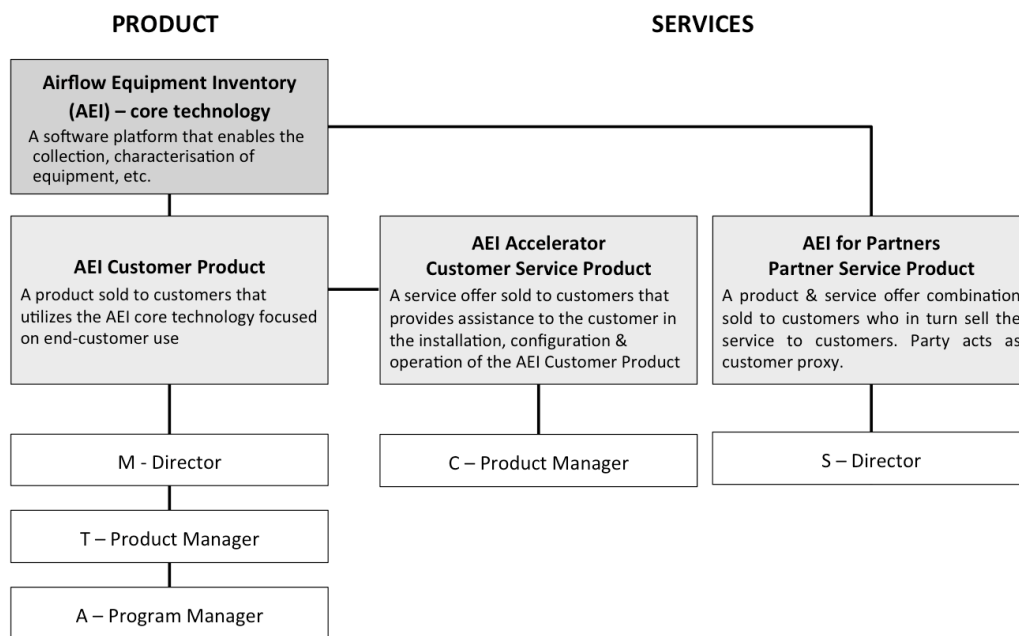 PRODUCT
SERVICES
Airflow Equipment Inventory
(AEI) – core technology
A software platform that enables the
collection, characterisation of
equipment, etc.
AEI Customer Product
A product sold to customers that
utilizes the AEI core technology focused
on end-customer use
AEI Accelerator
Customer Service Product
A service offer sold to customers that
provides assistance to the customer in
the installation, configuration &
operation of the AEI Customer Product
AEI for Partners
Partner Service Product
A product & service offer combination
sold to customers who in turn sell the
service to customers. Party acts as
customer proxy.
M - Director
C – Product Manager
S – Director
T – Product Manager
A – Program Manager